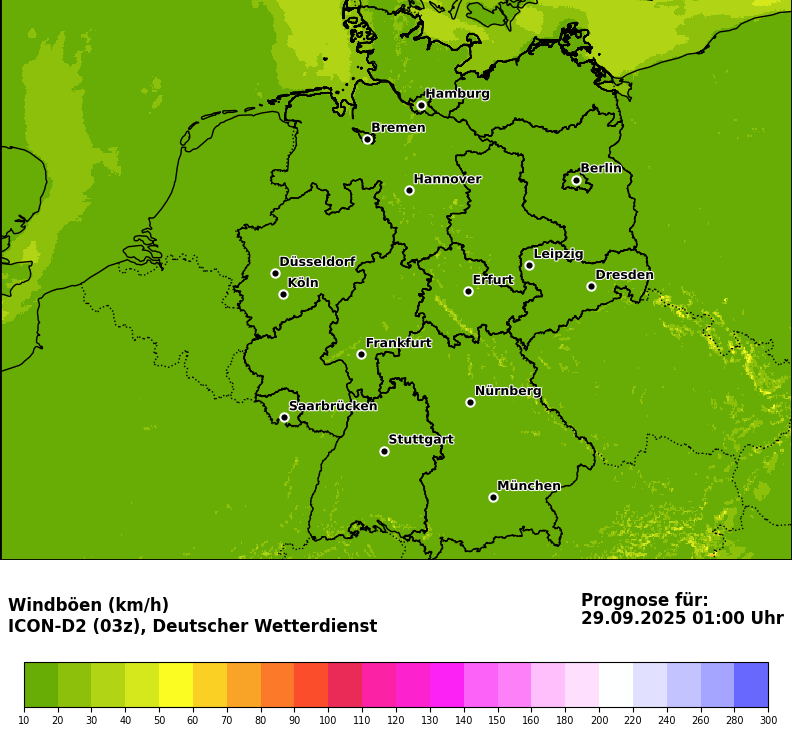 Hamburg
Bremen
Berlin
Hannover
Leipzig
Düsseldorf
Dresden
Köln
Erfurt
Frankfurt
Nürnberg
Saarbrücken
Stuttgart
München
Windböen (km/h)
ICON-D2 (03z), Deutscher Wetterdienst
Prognose für:
29.09.2025 01:00 Uhr
10 20 30 40 50 60 70 80 90 100 110 120 130 140 150 160 180 200 220 240 260 280 300